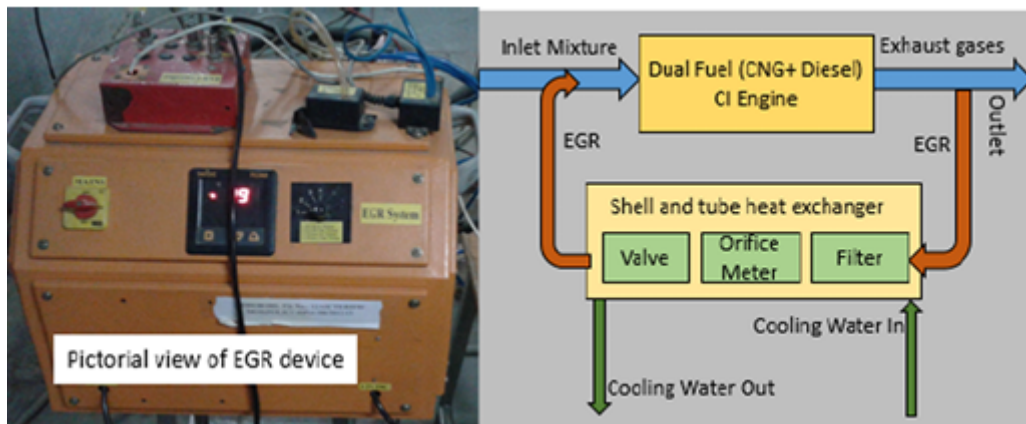 MAINS
EGR System
Pictorial view of EGR device
Inlet Mixture
Dual Fuel (CNG+ Diesel)
CI Engine
Exhaust gases
Outlet
EGR
EGR
Shell and tube heat exchanger
Valve
Orifice
Meter
Filter
Cooling Water In
Cooling Water Out